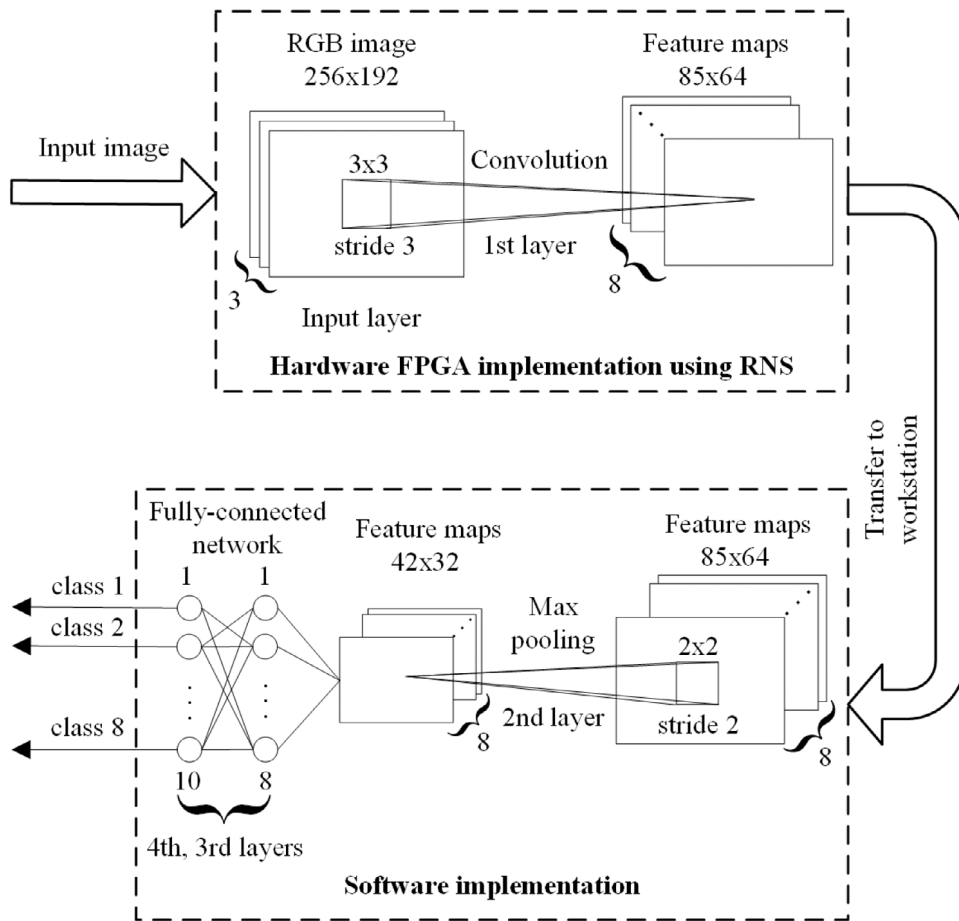 Input image
RGB image
256x192
3x3
stride 3
3
Input layer
Convolution
1st layer
Feature maps
85x64
8
Hardware FPGA implementation using RNS
Transfer to
workstation
Feature maps
85x64
2x2
stride 2
8
Max
pooling
2nd layer
Feature maps
42x32
8
Fully-connected
network
1 1
class 1
class 2
class 8
10 8
4th, 3rd layers
Software implementation